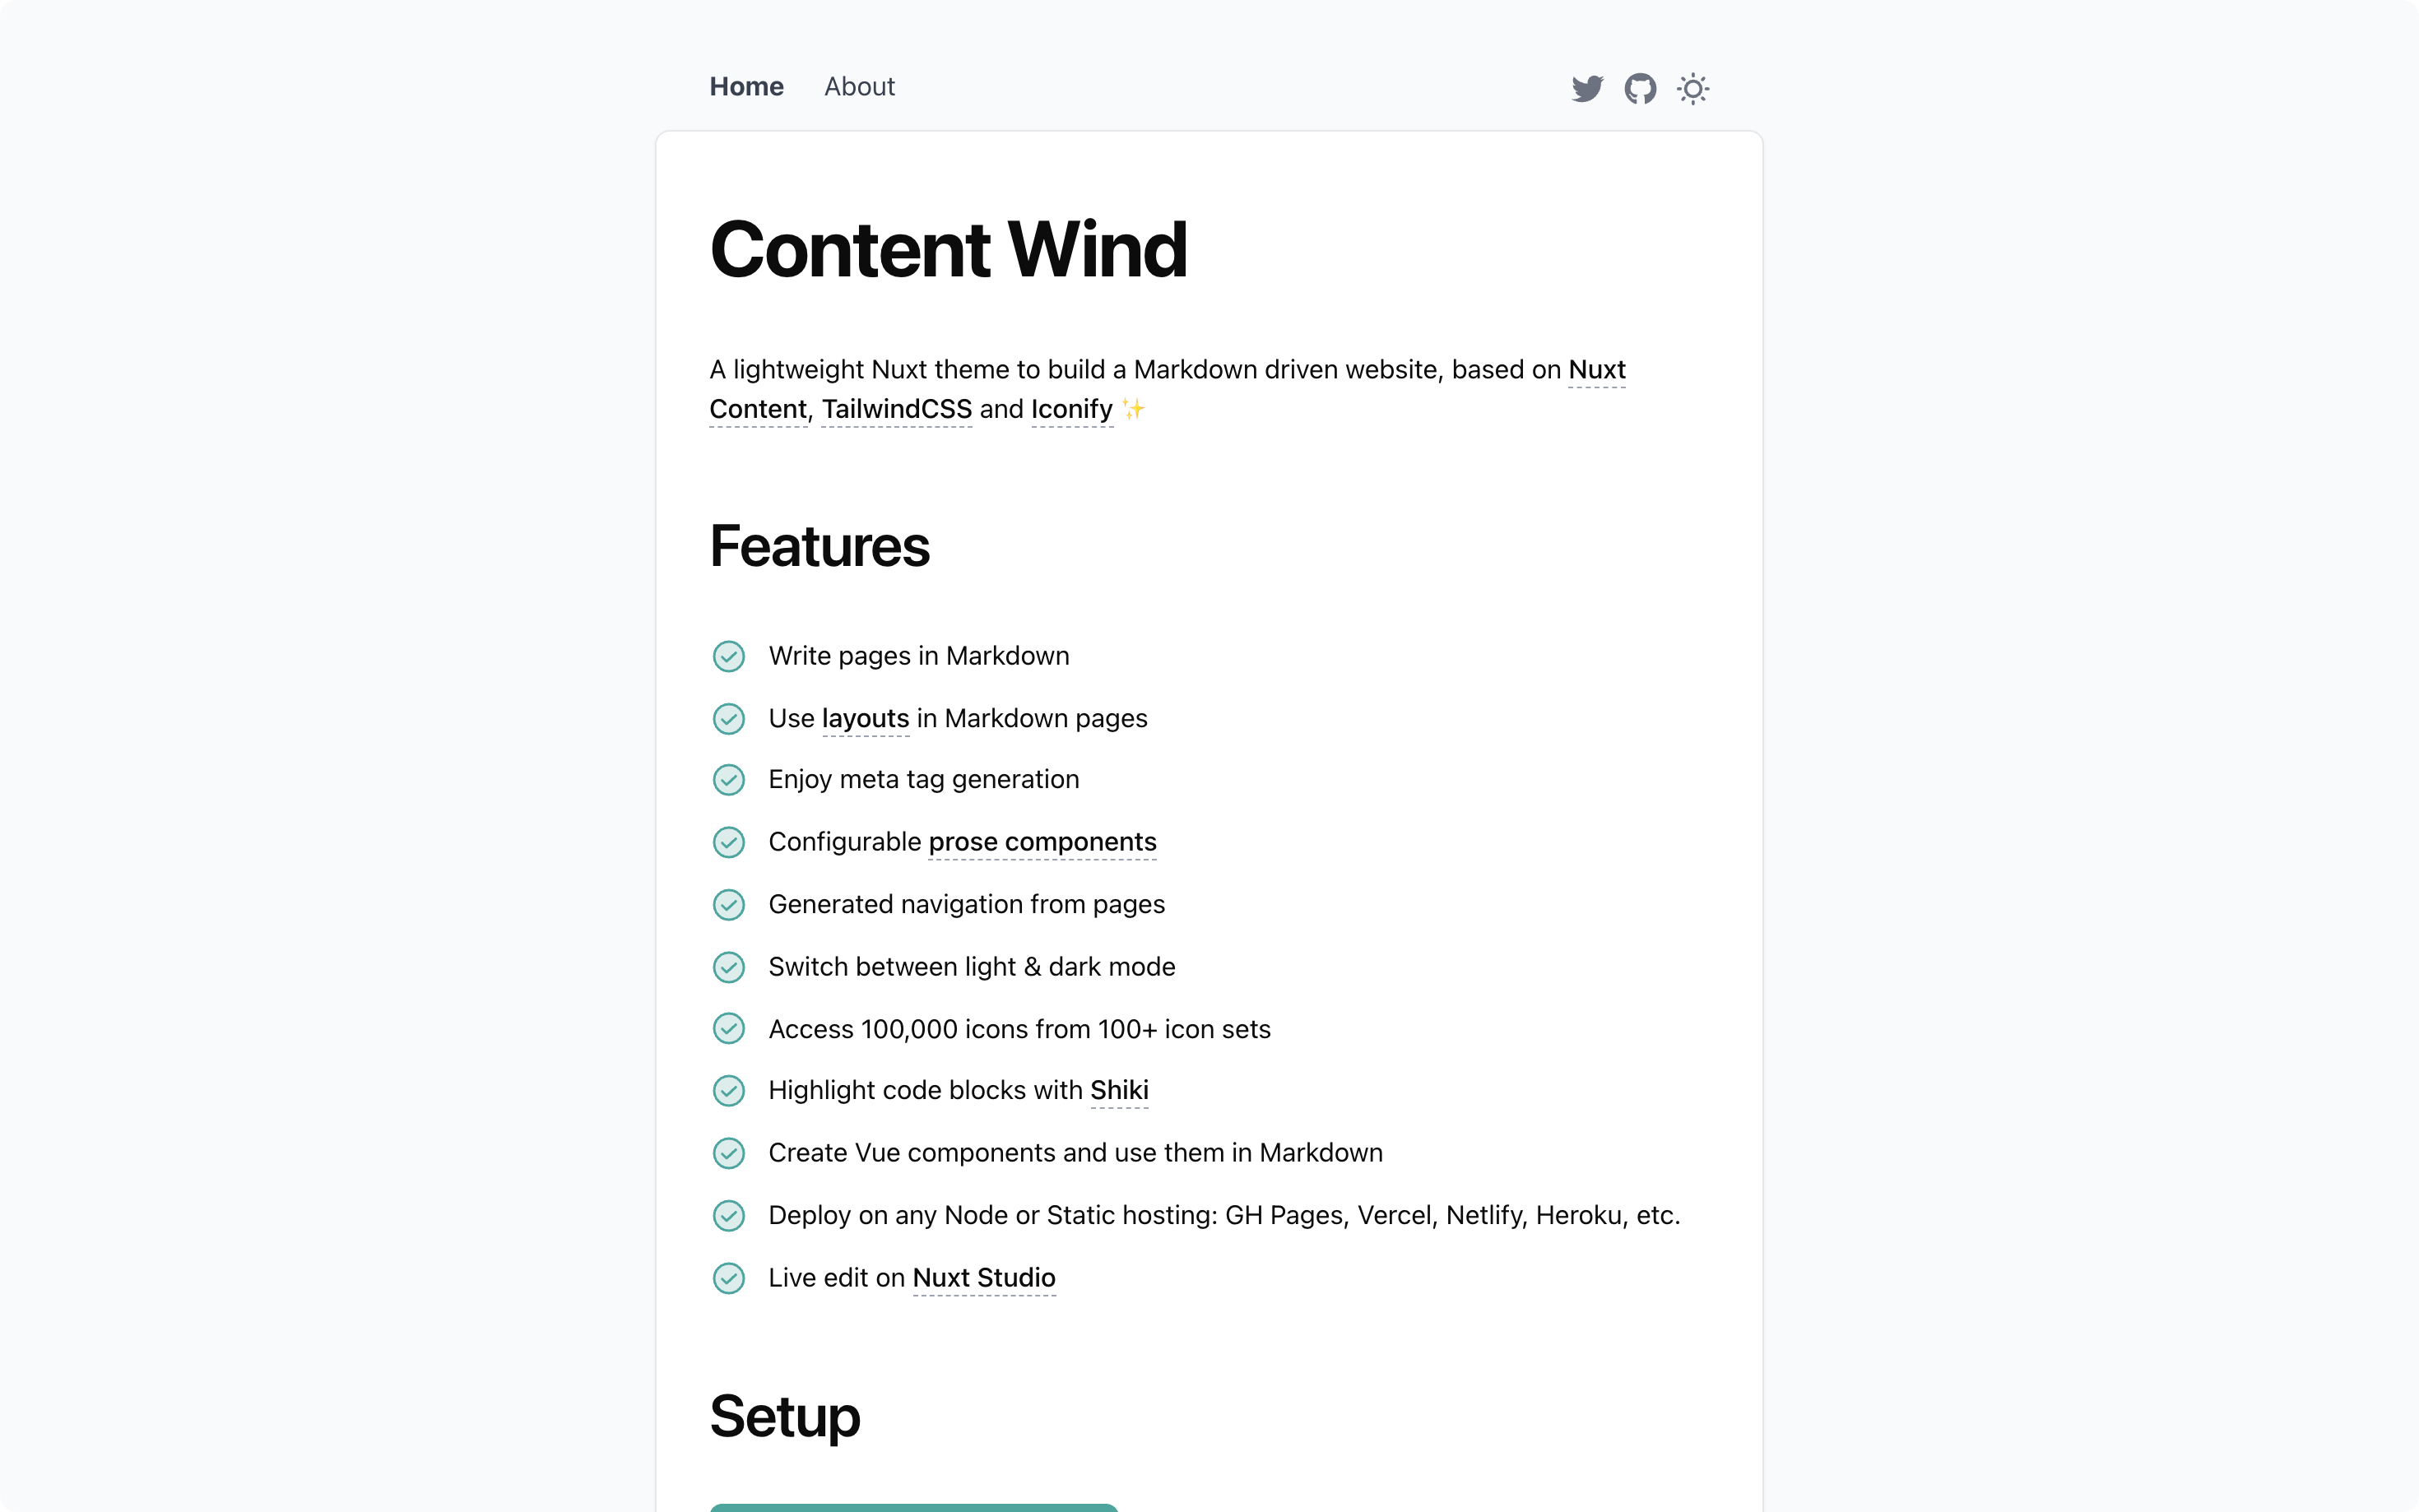 Home About
Content Wind
A lightweight Nuxt theme to build a Markdown driven website, based on Nuxt
Content, TailwindCSS and Iconify ✨
Features
Write pages in Markdown
Use layouts in Markdown pages
Enjoy meta tag generation
Configurable prose components
Generated navigation from pages
Switch between light & dark mode
Access 100,000 icons from 100+ icon sets
Highlight code blocks with Shiki
Create Vue components and use them in Markdown
Deploy on any Node or Static hosting: GH Pages, Vercel, Netlify, Heroku, etc.
Live edit on Nuxt Studio
Setup